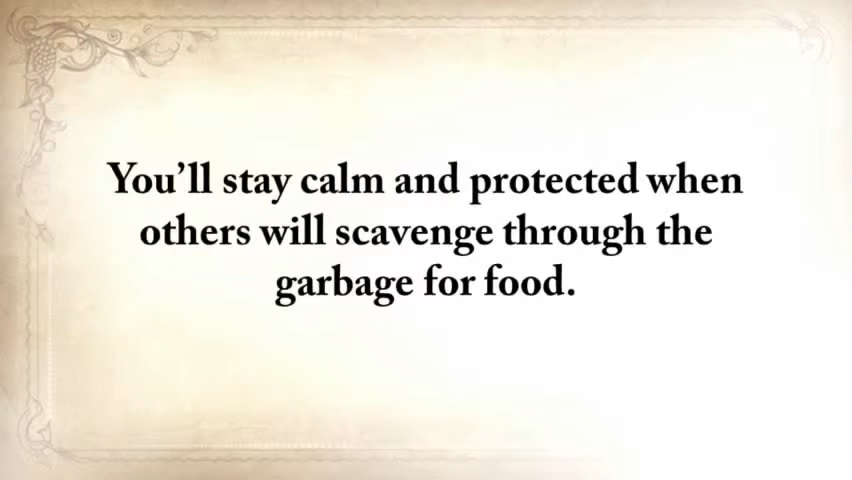 You’ll stay calm and protected when
others will scavenge through the
garbage for food.